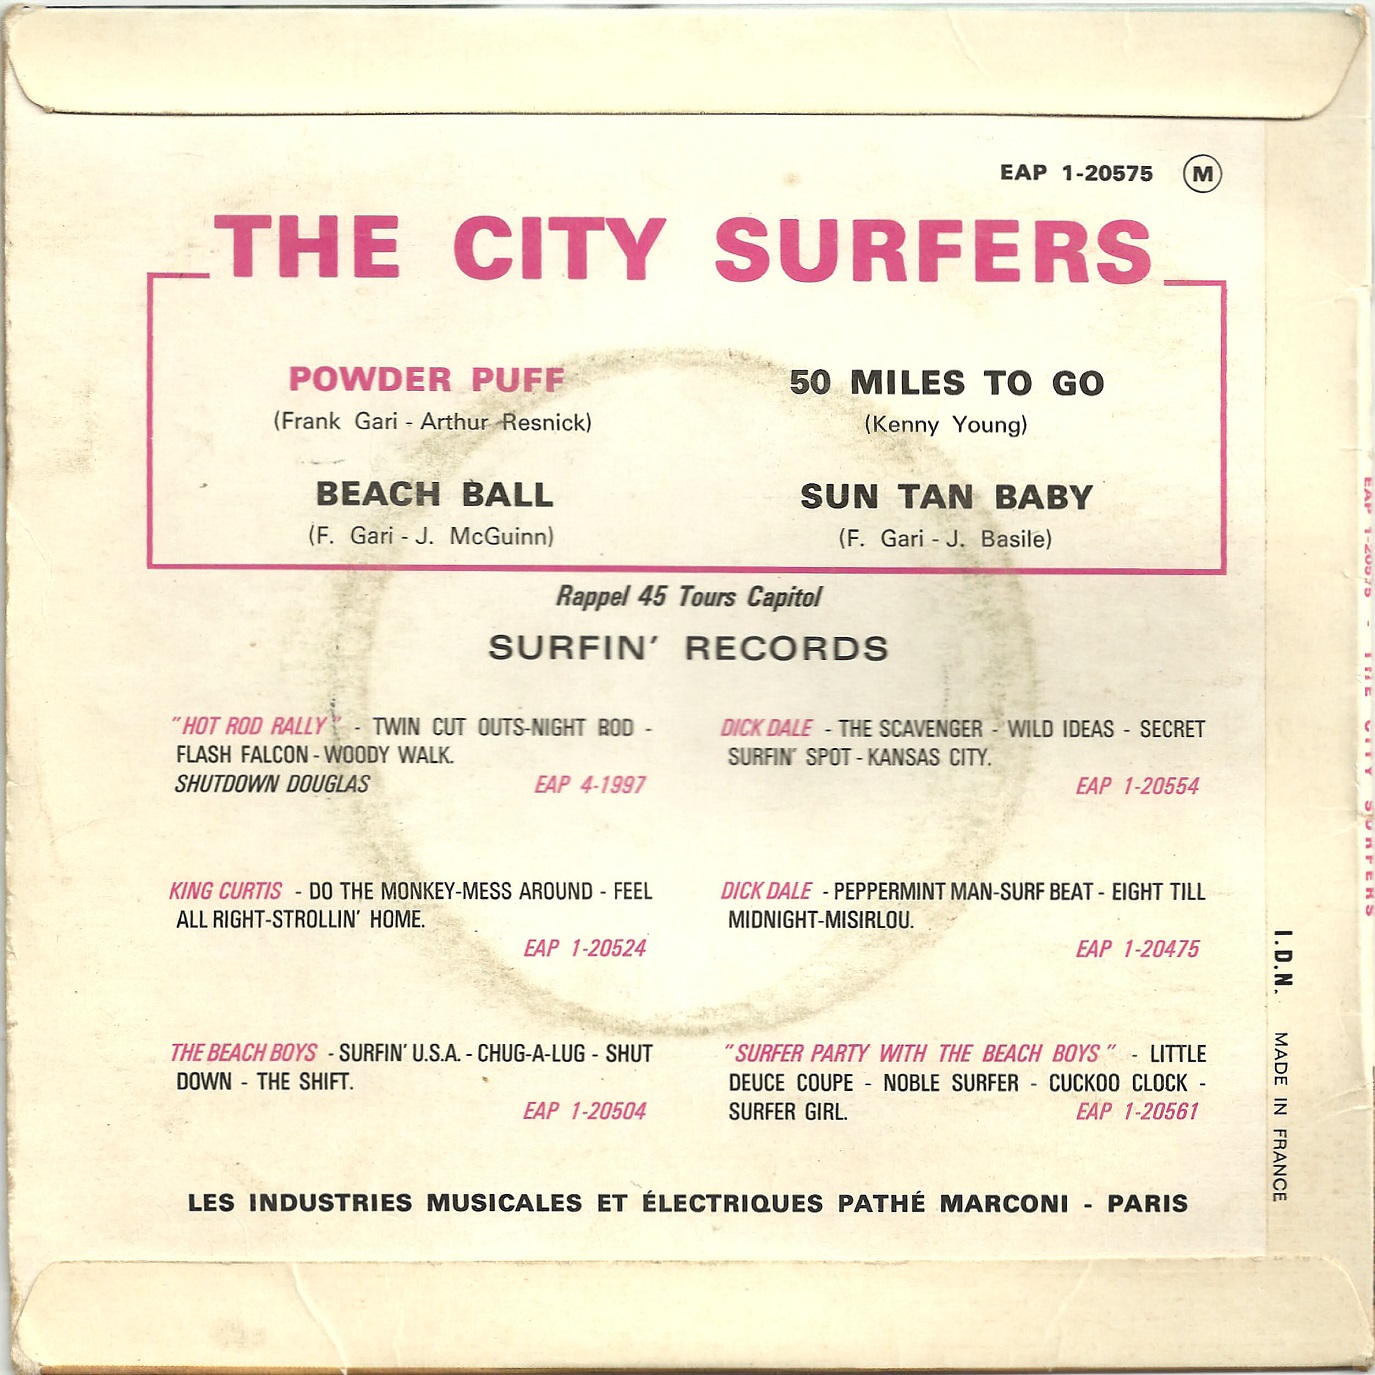 EAP 1-20575 M
THE CITY SURFERS
POWDER PUFF
(Frank Gari - Arthur Resnick)
BEACH BALL
(F. Gari - J. McGuinn)
50 MILES TO GO
(Kenny Young)
SUN TAN BABY
(F. Gari - J. Basile)
Rappel 45 Tours Capitol
SURFIN' RECORDS
"HOT ROD RALLY" - TWIN CUT OUTS-NIGHT ROD -
FLASH FALCON - WOODY WALK.
SHUTDOWN DOUGLAS EAP 4-1997
KING CURTIS - DO THE MONKEY-MESS AROUND - FEEL
ALL RIGHT-STROLLIN' HOME.
EAP 1-20524
THE BEACH BOYS - SURFIN' U.S.A. - CHUG-A-LUG - SHUT
DOWN - THE SHIFT.
EAP 1-20504
DICK DALE - THE SCAVENGER - WILD IDEAS - SECRET
SURFIN' SPOT - KANSAS CITY.
EAP 1-20554
DICK DALE - PEPPERMINT MAN-SURF BEAT - EIGHT TILL
MIDNIGHT-MISIRLOU.
EAP 1-20475
"SURFER PARTY WITH THE BEACH BOYS" - LITTLE
DEUCE COUPE - NOBLE SURFER - CUCKOO CLOCK -
SURFER GIRL. EAP 1-20561
LES INDUSTRIES MUSICALES ET ÉLECTRIQUES PATHÉ MARCONI - PARIS
I.D.N. MADE IN FRANCE
EAP 1-20575 - THE CITY SURFERS